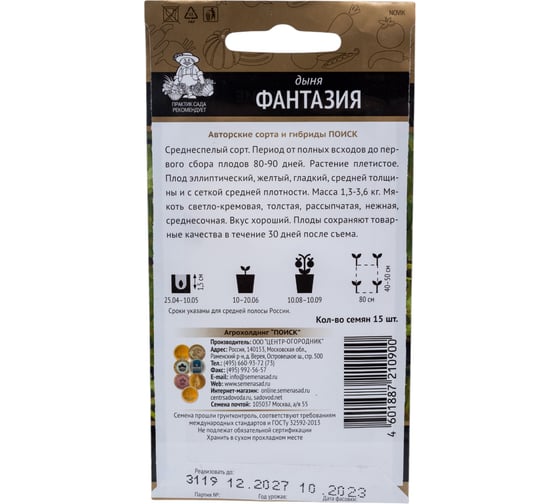 NOVIK
ПРАКТИК САДА
РЕКОМЕНДУЕТ
дыня
ФАНТАЗИЯ
Авторские сорта и гибриды ПОИСК
Среднеспелый сорт. Период от полных всходов до пер-
вого сбора плодов 80-90 дней. Растение плетистое.
Плод эллиптический, желтый, гладкий, средней толщи-
ны и с сеткой средней плотности. Масса 1,3-3,6 кг. Мя-
коть светло-кремовая, толстая, рассыпчатая, нежная,
среднесочная. Вкус хороший. Плоды сохраняют товар-
ные качества в течение 30 дней после съема.
1,5 см
40-50 см
25.04 -10.05
10-20.06
10.08-10.09
80 см
Сроки указаны для средней полосы России.
Кол-во семян 15 шт.
Агрохолдинг "ПОИСК"
Производитель: ООО "ЦЕНТР-ОГОРОДНИК"
Адрес: Россия, 140153, Московская обл.,
Раменский р-н, д. Верея, Островецкое ш., стр. 500
Тел.: (495) 660-93-72 (73)
Факс: (495) 992-56-57
E-mail: info@semenasad.ru
Website: www.semenasad.ru
Интернет-магазин: online.semenasad.ru
centrsadovoda.ru, sadovod.net
Семена почтой: 105037 Москва, а/я 55
Семена прошли грунтконтроль, соответствуют требованиям
международных стандартов и ГОСТу 32592-2013
Не подлежат обязательной сертификации
Хранить в сухом прохладном месте
4 601887 210900
Реализовать до:
3119 12.2027 10.2023
Партия №: Год урожая: Дата фасовки: